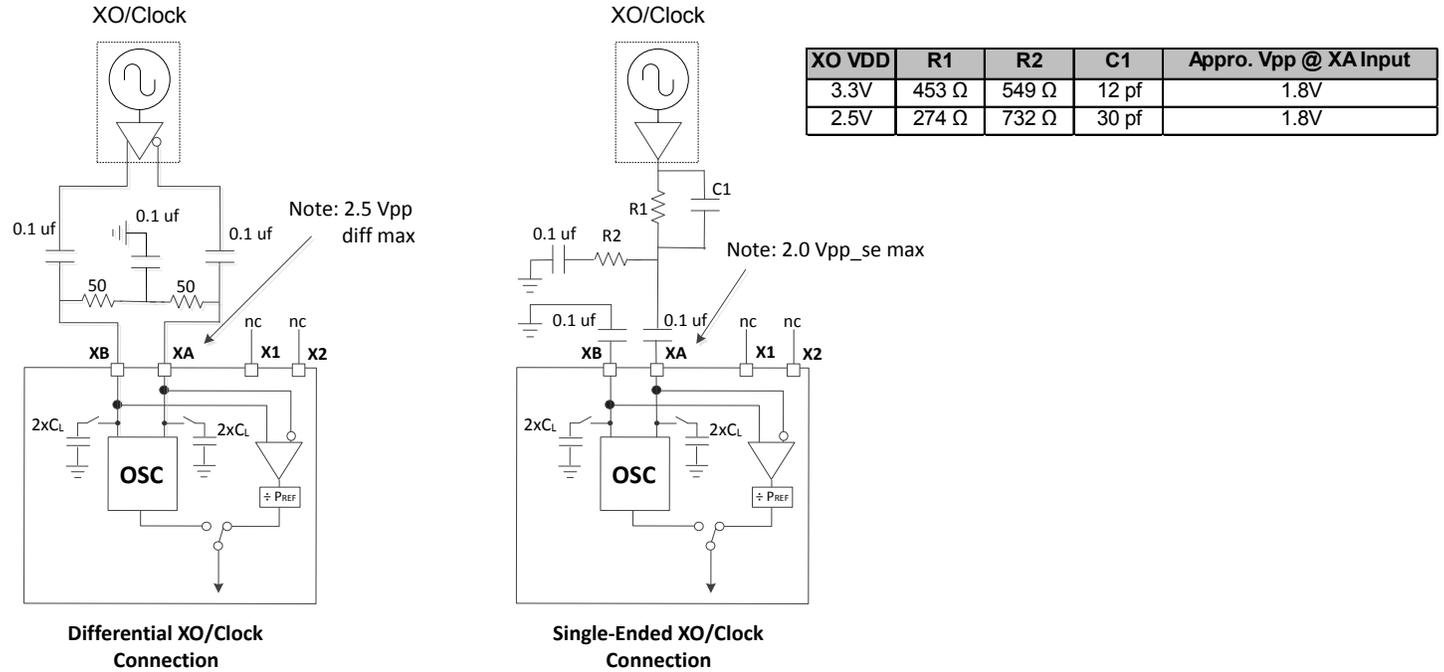 XO/Clock
0.1 uf
0.1 uf
0.1 uf
Note: 2.5 Vpp
diff max
50
50
nc
nc
XB
XA
X1
X2
2xCL
2xCL
OSC
÷ PREF
Differential XO/Clock
Connection
XO/Clock
C1
R1
0.1 uf
R2
Note: 2.0 Vpp_se max
0.1 uf
0.1 uf
nc
nc
XB
XA
X1
X2
2xCL
2xCL
OSC
÷ PREF
Single-Ended XO/Clock
Connection
XO VDD R1 R2 C1 Appro. Vpp @ XA Input
3.3V 453 Ω 549 Ω 12 pf 1.8V
2.5V 274 Ω 732 Ω 30 pf 1.8V